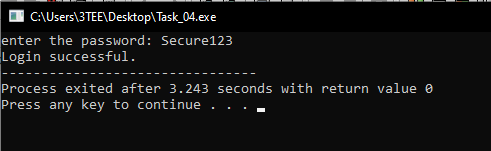 C:\Users\3TEE\Desktop\Task_04.exe
enter the password: Secure123
Login successful.
--------------------------------
Process exited after 3.243 seconds with return value 0
Press any key to continue . . .